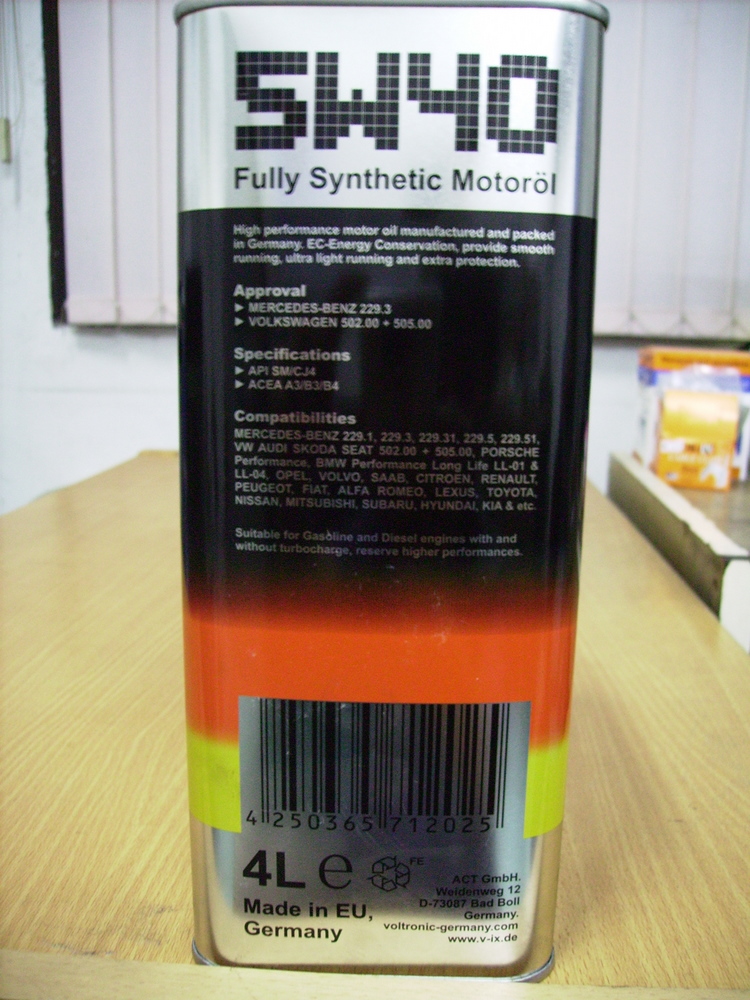 5W40
Fully Synthetic Motoröl
High performance motor oil manufactured and packed
in Germany. EC-Energy Conservation, provide smooth
running, ultra light running and extra protection.
Approval
► MERCEDES-BENZ 229.3
► VOLKSWAGEN 502.00 + 505.00
Specifications
► API SM/CJ4
► ACEA A3/B3/B4
Compatibilities
MERCEDES-BENZ 229.1, 229.3, 229.31, 229.5, 229.51,
VW AUDI SKODA SEAT 502.00 + 505.00, PORSCHE
Performance, BMW Performance Long Life LL-01 &
LL-04, OPEL, VOLVO, SAAB, CITROEN, RENAULT,
PEUGEOT, FIAT, ALFA ROMEO, LEXUS, TOYOTA,
NISSAN, MITSUBISHI, SUBARU, HYUNDAI, KIA & etc.
Suitable for Gasoline and Diesel engines with and
without turbocharge, reserve higher performances.
4 250365 712025
4L e FE
Made in EU,
Germany
ACT GmbH.
Weidenweg 12
D-73087 Bad Boll
Germany.
voltronic-germany.com
www.v-ix.de